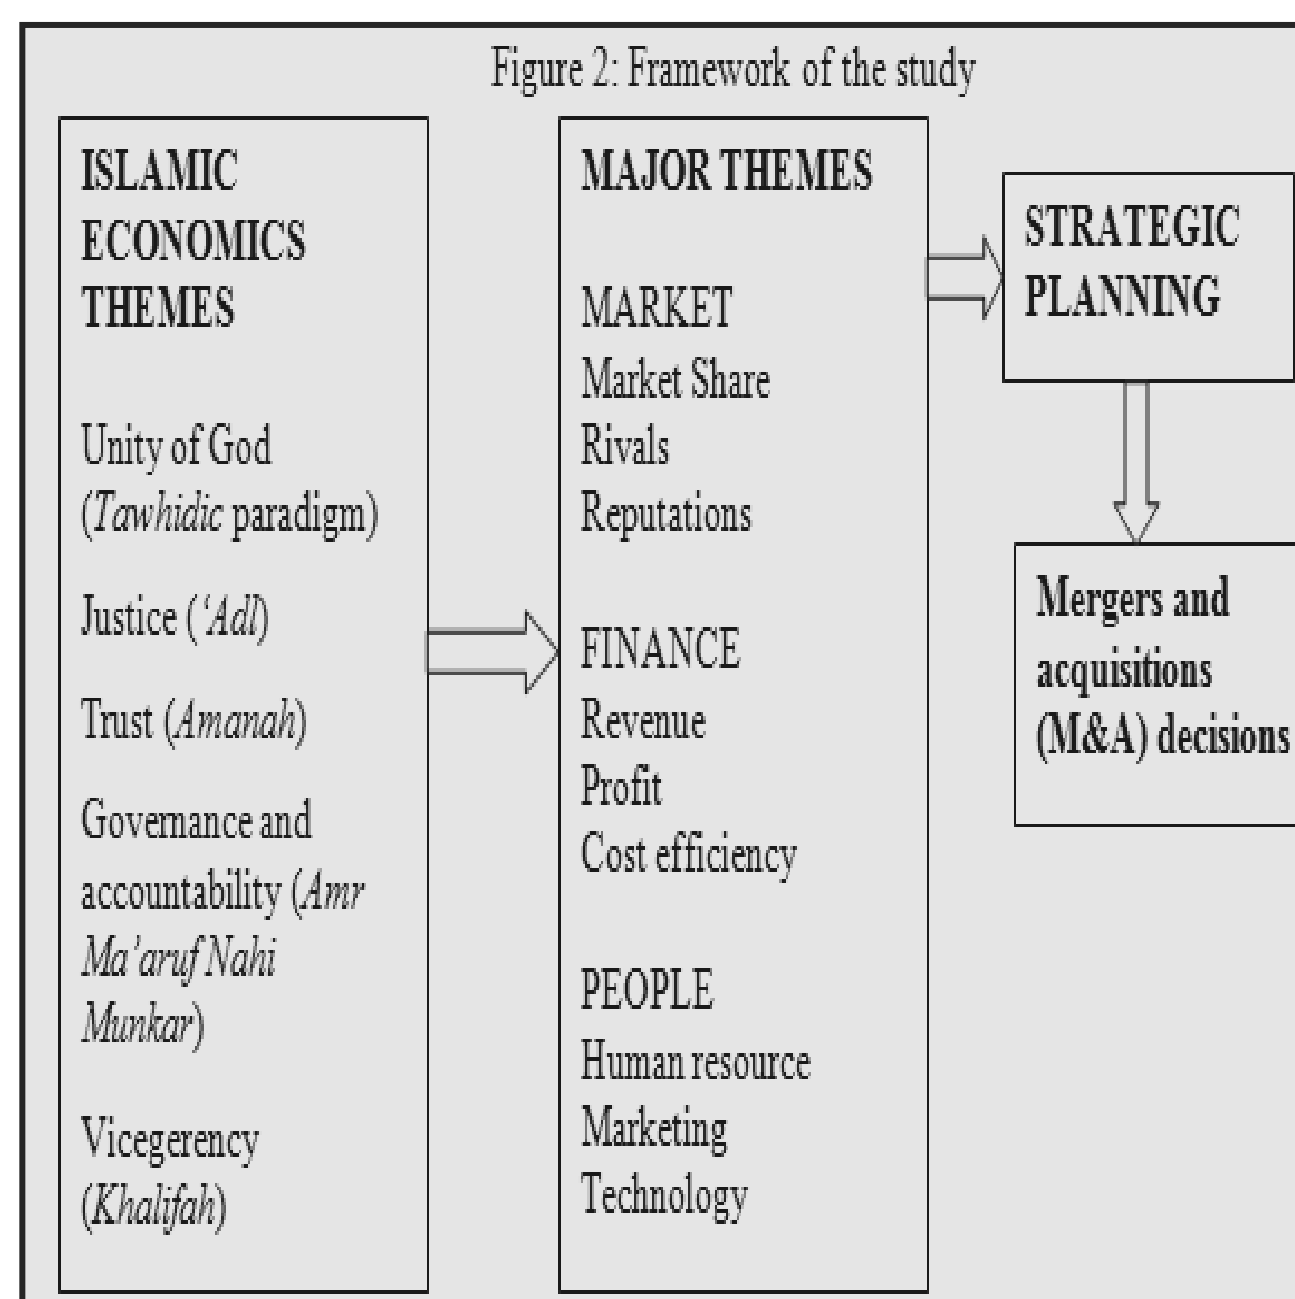 Figure 2: Framework of the study
ISLAMIC
ECONOMICS
THEMES
Unity of God
(Tawhidic paradigm)
Justice (‘Adl)
Trust (Amanah)
Governance and
accountability (Amr
Ma’aruf Nahi
Munkar)
Vicegerency
(Khalifah)
MAJOR THEMES
MARKET
Market Share
Rivals
Reputations
FINANCE
Revenue
Profit
Cost efficiency
PEOPLE
Human resource
Marketing
Technology
STRATEGIC
PLANNING
Mergers and
acquisitions
(M&A) decisions